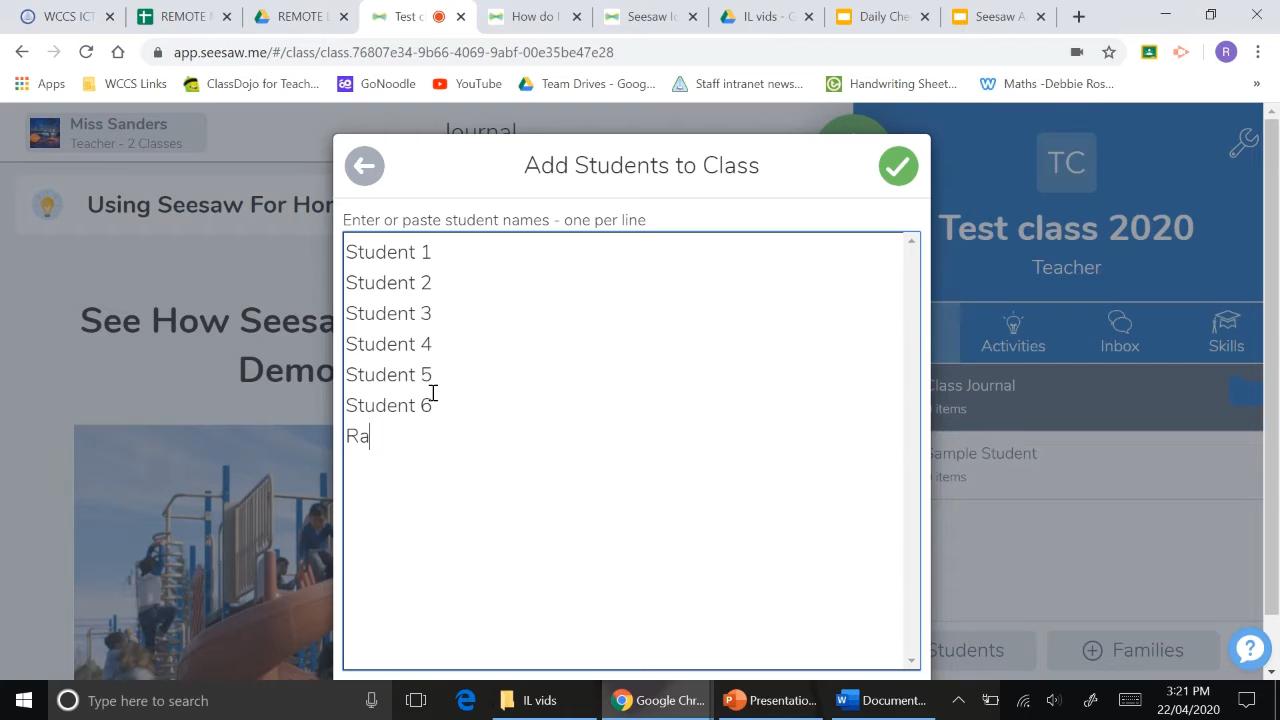 WCCS ICT
REMOTE M
REMOTE L
Test c
How do I
Seesaw Ic
IL vids - G
Daily Che
Seesaw A
app.seesaw.me/#/class/class.76807e34-9b66-4069-9abf-00e35be47e28
R
Apps
WCCS Links
ClassDojo for Teach...
GoNoodle
YouTube
Team Drives - Goog...
Staff intranet news...
Handwriting Sheet...
Maths -Debbie Ros...
»
Miss Sanders
Teacher - 2 Classes
Journal
Using Seesaw For Hor
See How Seesa
Demo
Add Students to Class
Enter or paste student names - one per line
Student 1
Student 2
Student 3
Student 4
Student 5
Student 6
Ra
TC
Test class 2020
Teacher
Activities
Inbox
Skills
Class Journal
items
Sample Student
items
Students
Families
?
Type here to search
IL vids
Google Chr...
Presentatio...
Document...
3:21 PM
22/04/2020